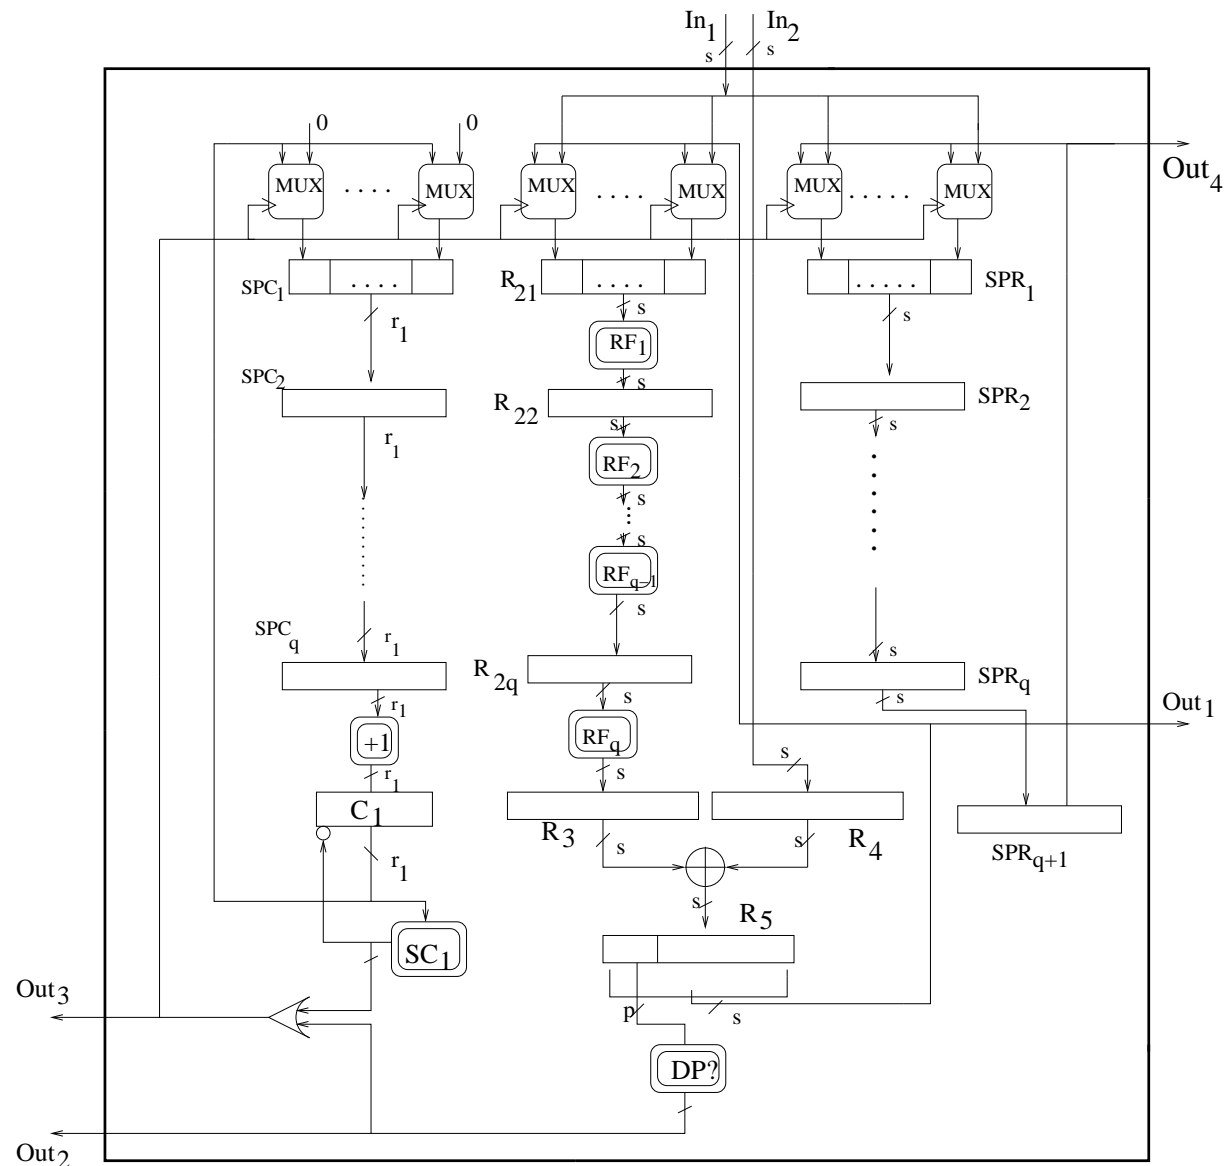 In1 In2
s s
0 0
Out4
MUX .... MUX MUX .... MUX MUX ..... MUX
SPC1 .... R21 .... ..... SPR1
s
r1 s
RF1
SPC2 s SPR2
R22
r1 s s
RF2
s
s
RFq−1
s
SPCq r1 s
R2q SPRq
r1 s s Out1
+1 RFq
r1 s s
C1
R3 R4 SPRq+1
s s
r1
s R5
SC1
Out3
p s
DP?
Out2